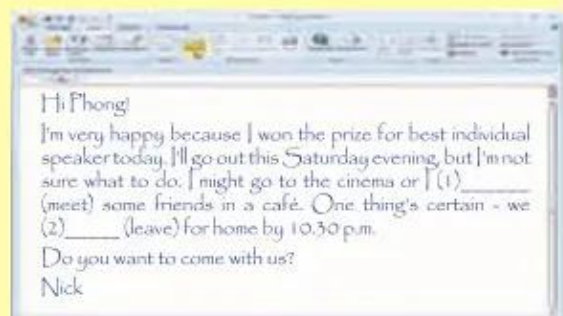 Hi Phong!
I'm very happy because I won the prize for best individual
speaker today. I'll go out this Saturday evening, but I'm not
sure what to do. I might go to the cinema or I (1)______
(meet) some friends in a café. One thing's certain - we
(2)______ (leave) for home by 10.30 p.m.
Do you want to come with us?
Nick